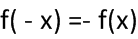 f( - x) =- f(x)